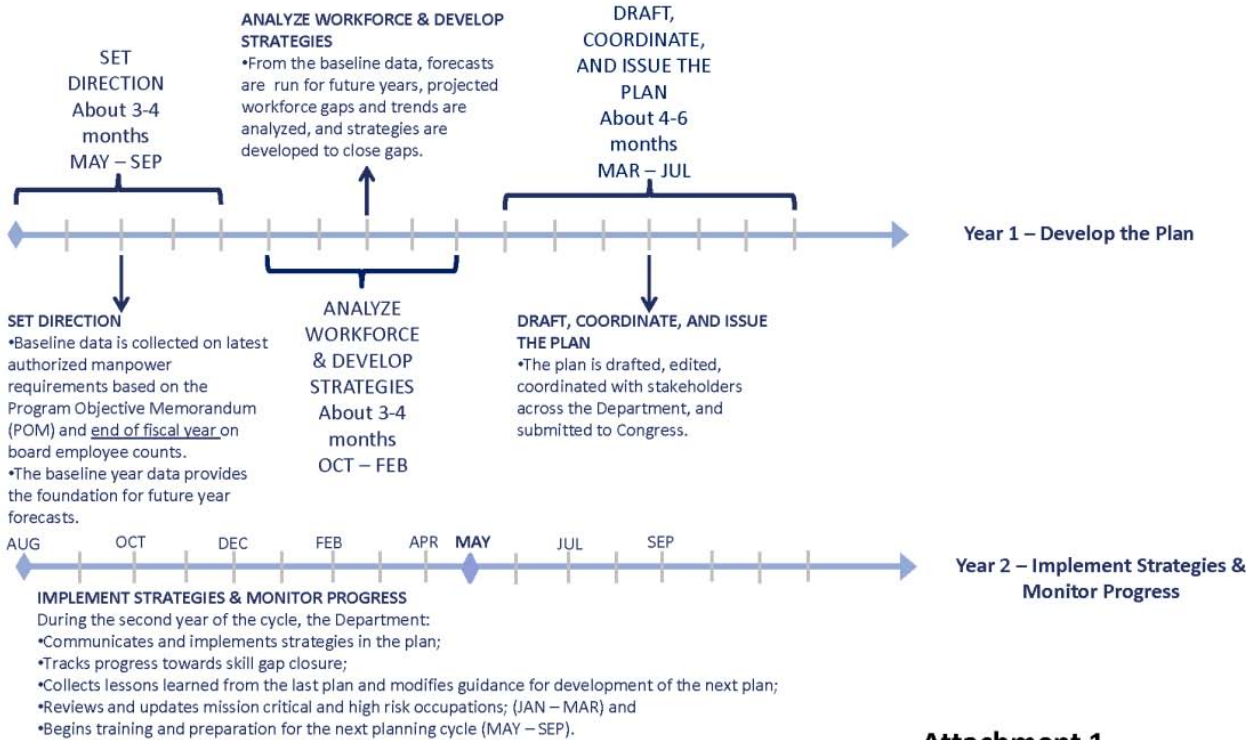 SET
DIRECTION
About 3-4
months
MAY – SEP
ANALYZE WORKFORCE & DEVELOP
STRATEGIES
•From the baseline data, forecasts
are run for future years, projected
workforce gaps and trends are
analyzed, and strategies are
developed to close gaps.
DRAFT,
COORDINATE,
AND ISSUE THE
PLAN
About 4-6
months
MAR – JUL
Year 1 – Develop the Plan
SET DIRECTION
•Baseline data is collected on latest
authorized manpower
requirements based on the
Program Objective Memorandum
(POM) and end of fiscal year on
board employee counts.
•The baseline year data provides
the foundation for future year
forecasts.
ANALYZE
WORKFORCE
& DEVELOP
STRATEGIES
About 3-4
months
OCT – FEB
DRAFT, COORDINATE, AND ISSUE
THE PLAN
•The plan is drafted, edited,
coordinated with stakeholders
across the Department, and
submitted to Congress.
AUG OCT DEC FEB APR MAY JUL SEP
Year 2 – Implement Strategies &
Monitor Progress
IMPLEMENT STRATEGIES & MONITOR PROGRESS
During the second year of the cycle, the Department:
•Communicates and implements strategies in the plan;
•Tracks progress towards skill gap closure;
•Collects lessons learned from the last plan and modifies guidance for development of the next plan;
•Reviews and updates mission critical and high risk occupations; (JAN – MAR) and
•Begins training and preparation for the next planning cycle (MAY – SEP).
Attachment 1